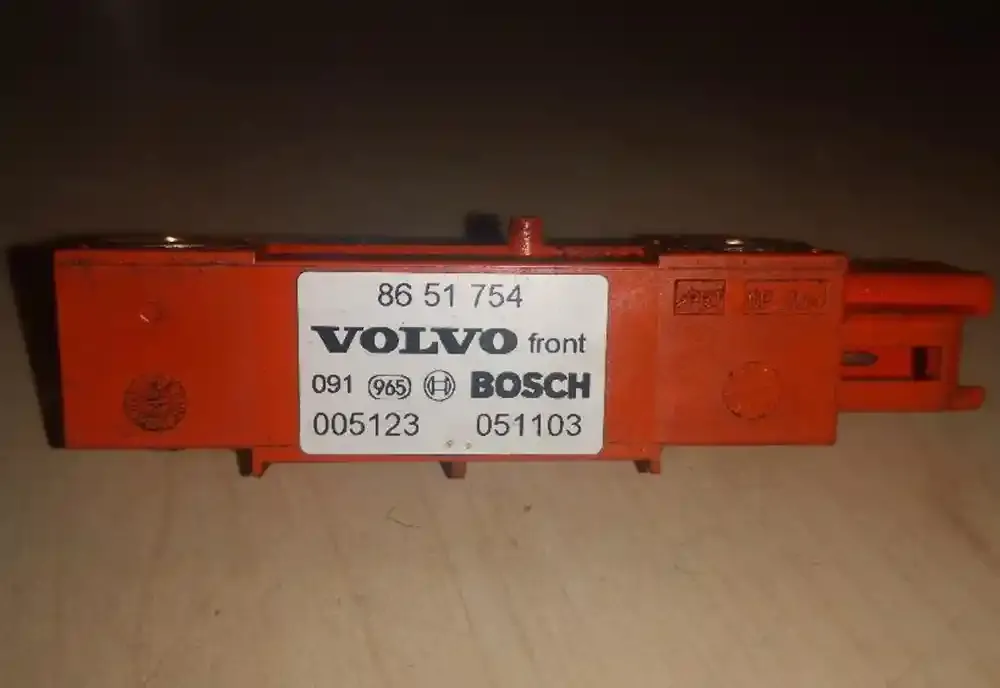 86 51 754
VOLVO front
091 965 BOSCH
005123 051103